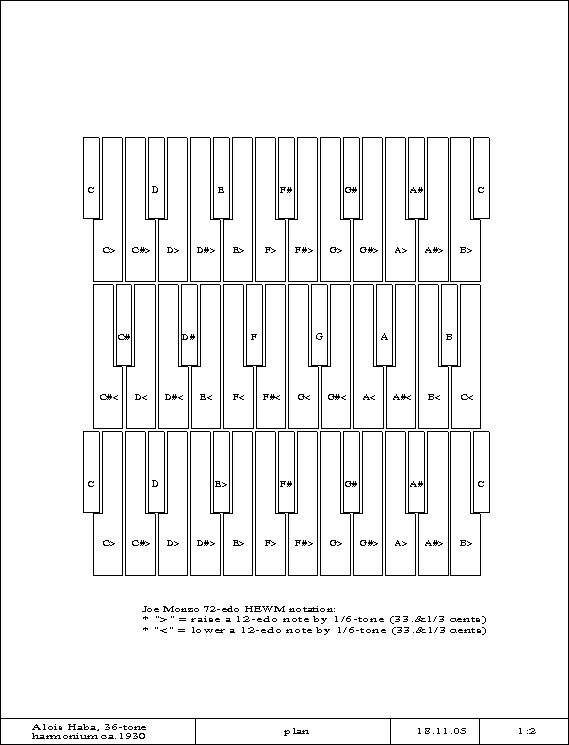 C D E F# G# A# C
C> C#> D> D#> E> F> F#> G> G#> A> A#> B>
C# D# F G A B
C#< D< D#< E< F< F#< G< G#< A< A#< B< C<
C D E> F# G# A# C
C> C#> D> D#> E> F> F#> G> G#> A> A#> B>
Joe Monzo 72-edo HEWM notation:
* ">" = raise a 12-edo note by 1/6-tone (33.&1/3 cents)
* "<" = lower a 12-edo note by 1/6-tone (33.&1/3 cents)
Alois Haba, 36-tone
harmonium ca.1930
plan
18.11.05
1:2